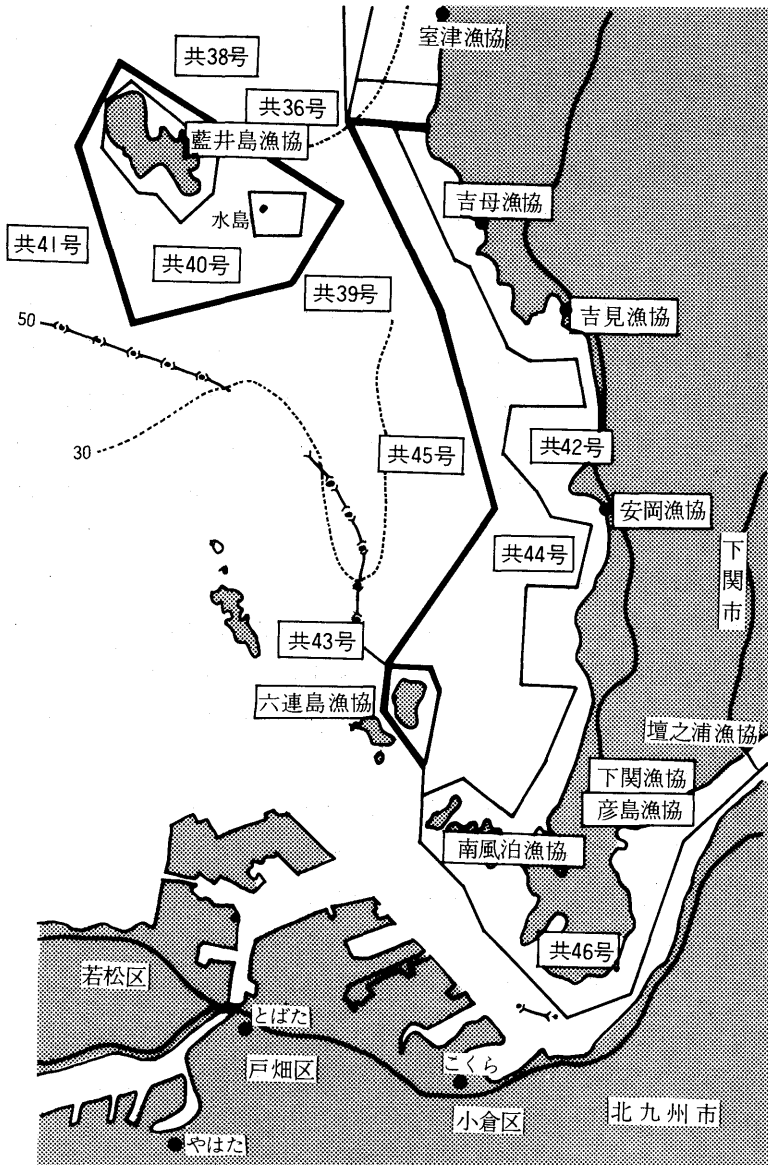 室津漁協
共38号
共36号
藍井島漁協
吉母漁協
水島
共41号
共40号
共39号
吉見漁協
50
30
共45号
共42号
安岡漁協
共44号
下関市
共43号
六連島漁協
壇之浦漁協
下関漁協
彦島漁協
南風泊漁協
共46号
若松区
とばた
戸畑区
こくら
小倉区
北九州市
やはた